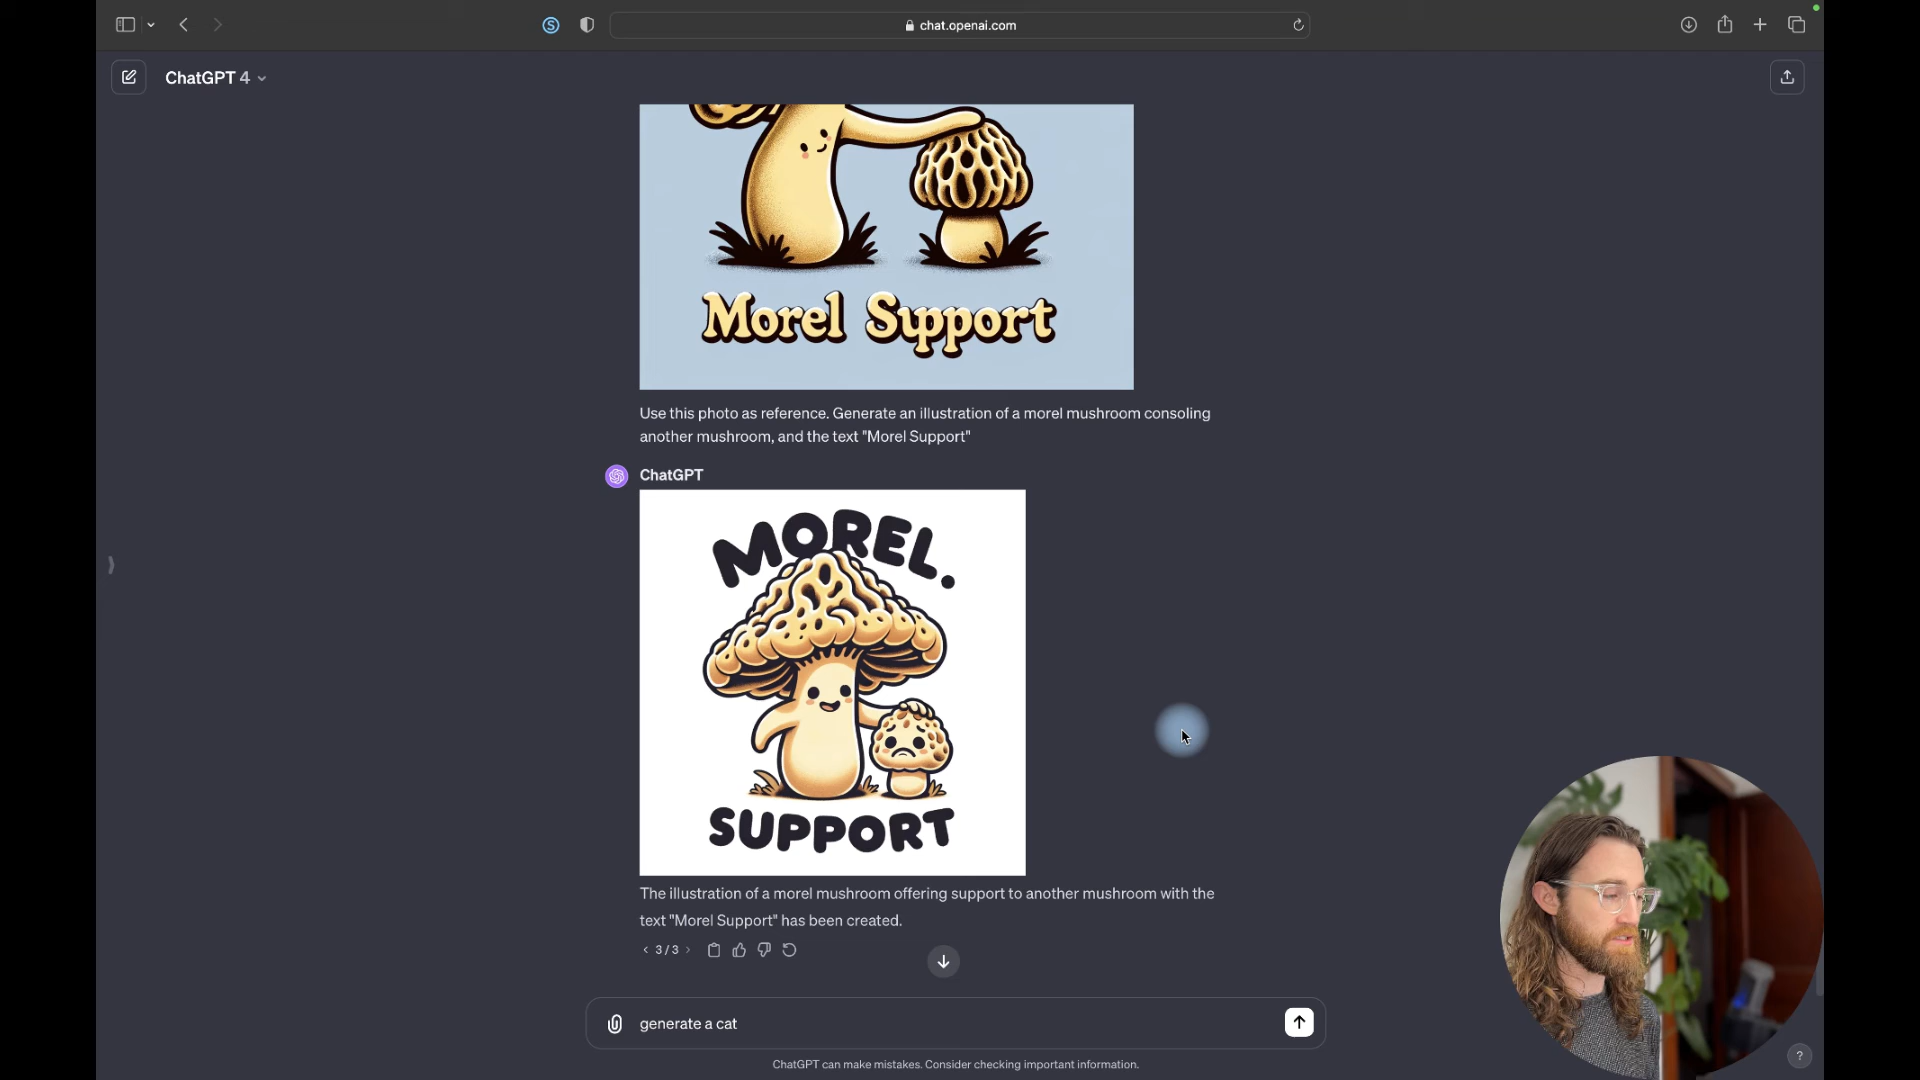 chat.openai.com
ChatGPT 4
Morel Support
Use this photo as reference. Generate an illustration of a morel mushroom consoling
another mushroom, and the text "Morel Support"
ChatGPT
MOREL.
SUPPORT
The illustration of a morel mushroom offering support to another mushroom with the
text "Morel Support" has been created.
3 / 3
generate a cat
ChatGPT can make mistakes. Consider checking important information.
?